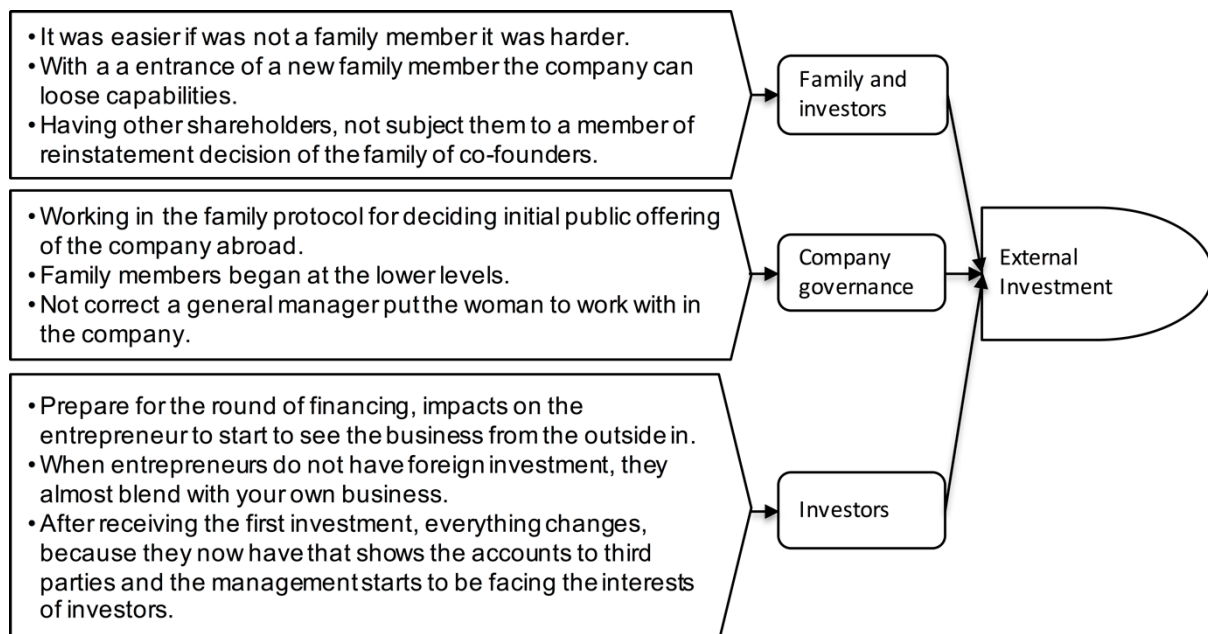 • It was easier if was not a family member it was harder.
• With a a entrance of a new family member the company can
loose capabilities.
• Having other shareholders, not subject them to a member of
reinstatement decision of the family of co-founders.
Family and
investors
• Working in the family protocol for deciding initial public offering
of the company abroad.
• Family members began at the lower levels.
• Not correct a general manager put the woman to work with in
the company.
Company
governance
External
Investment
• Prepare for the round of financing, impacts on the
entrepreneur to start to see the business from the outside in.
• When entrepreneurs do not have foreign investment, they
almost blend with your own business.
• After receiving the first investment, everything changes,
because they now have that shows the accounts to third
parties and the management starts to be facing the interests
of investors.
Investors